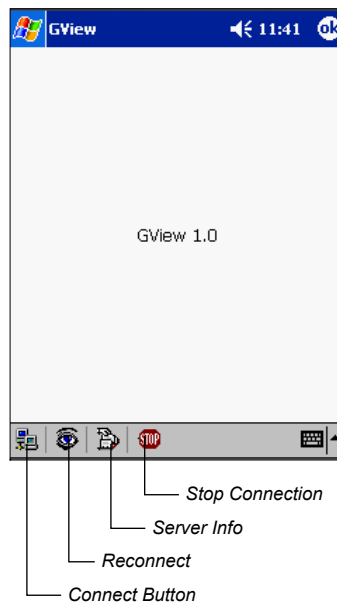 GView 11:41 ok
GView 1.0
STOP
Stop Connection
Server Info
Reconnect
Connect Button